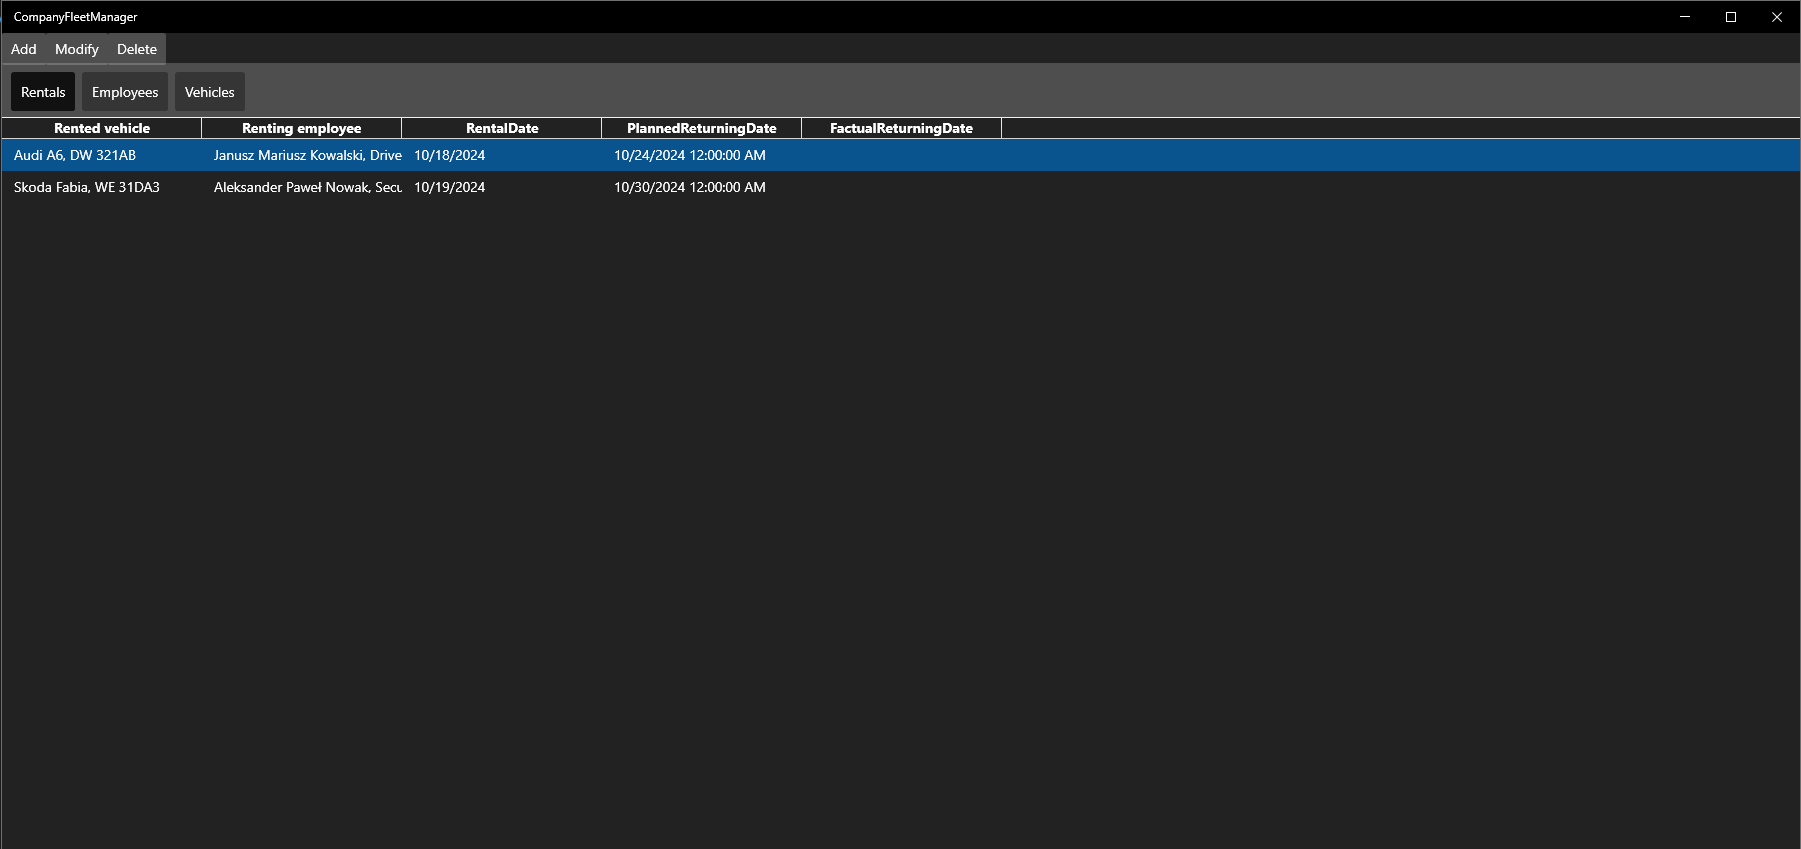 CompanyFleetManager
Add Modify Delete
Rentals Employees Vehicles
Rented vehicle Renting employee RentalDate PlannedReturningDate FactualReturningDate
Audi A6, DW 321AB Janusz Mariusz Kowalski, Drive 10/18/2024 10/24/2024 12:00:00 AM
Skoda Fabia, WE 31DA3 Aleksander Paweł Nowak, Secu 10/19/2024 10/30/2024 12:00:00 AM